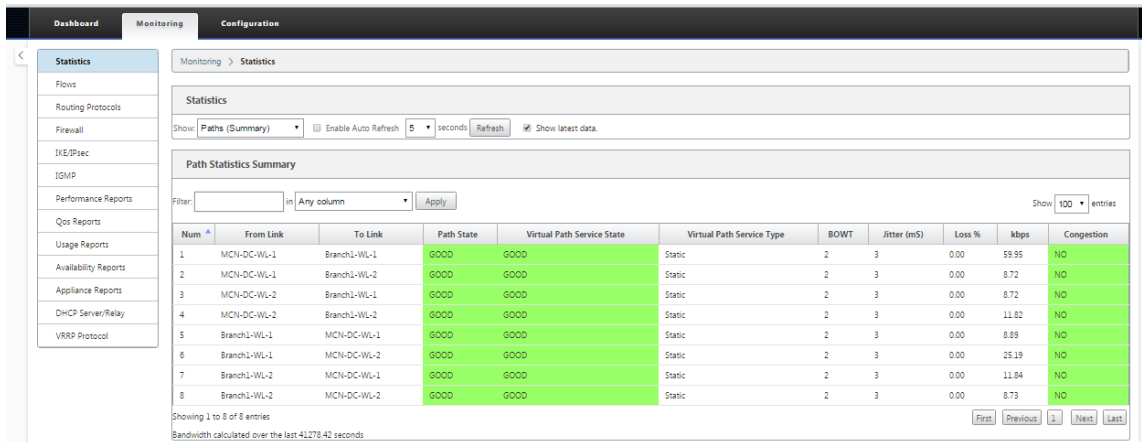 Dashboard Monitoring Configuration
Statistics
Flows
Routing Protocols
Firewall
IKE/IPsec
IGMP
Performance Reports
Qos Reports
Usage Reports
Availability Reports
Appliance Reports
DHCP Server/Relay
VRRP Protocol
Monitoring > Statistics
Statistics
Show: Paths (Summary) Enable Auto Refresh 5 seconds Refresh Show latest data.
Path Statistics Summary
Filter: in Any column Apply Show 100 entries
Num From Link To Link Path State Virtual Path Service State Virtual Path Service Type BOWT Jitter (mS) Loss % kbps Congestion
1 MCN-DC-WL-1 Branch1-WL-1 GOOD GOOD Static 2 3 0.00 59.95 NO
2 MCN-DC-WL-1 Branch1-WL-2 GOOD GOOD Static 2 3 0.00 8.72 NO
3 MCN-DC-WL-2 Branch1-WL-1 GOOD GOOD Static 2 3 0.00 8.72 NO
4 MCN-DC-WL-2 Branch1-WL-2 GOOD GOOD Static 2 3 0.00 11.82 NO
5 Branch1-WL-1 MCN-DC-WL-1 GOOD GOOD Static 2 3 0.00 8.89 NO
6 Branch1-WL-1 MCN-DC-WL-2 GOOD GOOD Static 2 3 0.00 25.19 NO
7 Branch1-WL-2 MCN-DC-WL-1 GOOD GOOD Static 2 3 0.00 11.84 NO
8 Branch1-WL-2 MCN-DC-WL-2 GOOD GOOD Static 2 3 0.00 8.73 NO
Showing 1 to 8 of 8 entries First Previous 1 Next Last
Bandwidth calculated over the last 41278.42 seconds